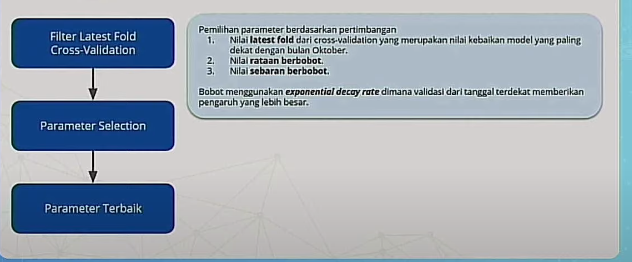 Filter Latest Fold
Cross-Validation
Parameter Selection
Parameter Terbaik
Pemilihan parameter berdasarkan pertimbangan
1. Nilai latest fold dari cross-validation yang merupakan nilai kebaikan model yang paling
dekat dengan bulan Oktober.
2. Nilai rataan berbobot.
3. Nilai sebaran berbobot.
Bobot menggunakan exponential decay rate dimana validasi dari tanggal terdekat memberikan
pengaruh yang lebih besar.